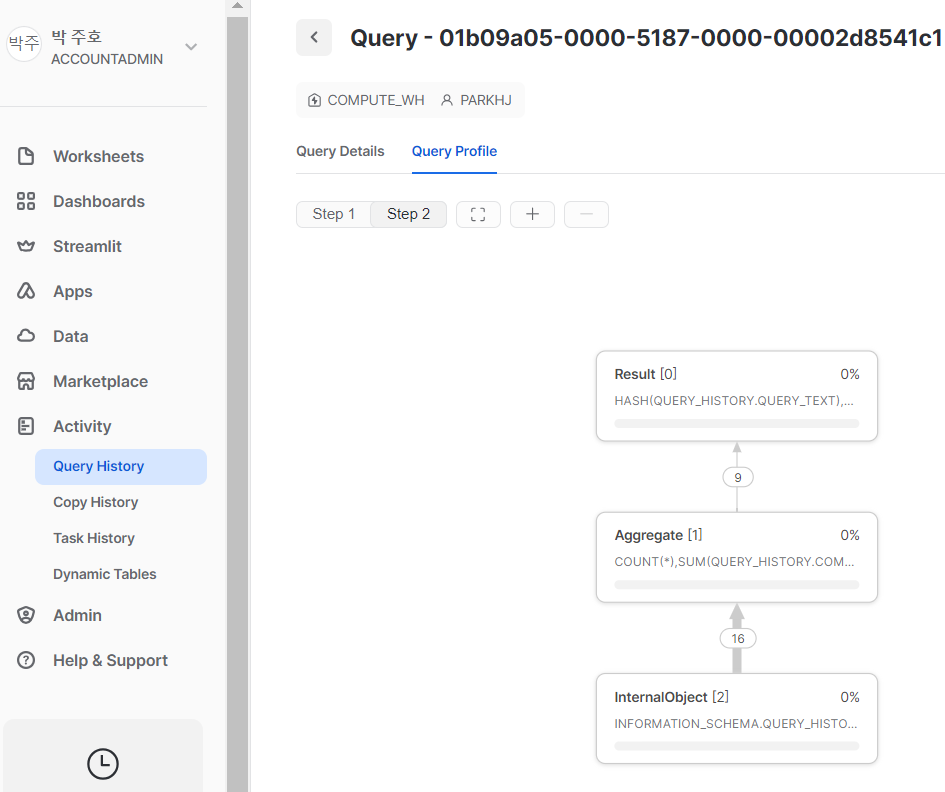 박주
박 주호
ACCOUNTADMIN
Worksheets
Dashboards
Streamlit
Apps
Data
Marketplace
Activity
Query History
Copy History
Task History
Dynamic Tables
Admin
Help & Support
Query - 01b09a05-0000-5187-0000-00002d8541c1
COMPUTE_WH PARKHJ
Query Details Query Profile
Step 1 Step 2
Result [0] 0%
HASH(QUERY_HISTORY.QUERY_TEXT),...
9
Aggregate [1] 0%
COUNT(*),SUM(QUERY_HISTORY.COM...
16
InternalObject [2] 0%
INFORMATION_SCHEMA.QUERY_HISTO...